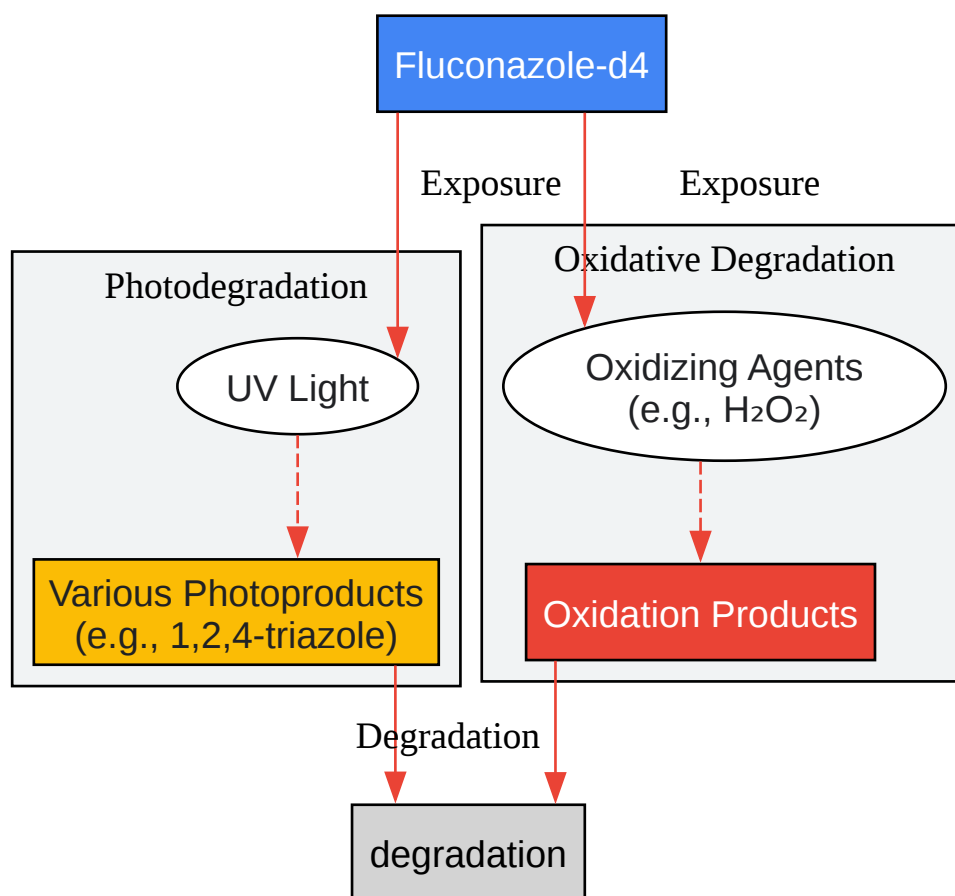 Fluconazole-d4
Exposure
Exposure
Photodegradation
Oxidative Degradation
UV Light
Oxidizing Agents
(e.g., H₂O₂)
Various Photoproducts
(e.g., 1,2,4-triazole)
Oxidation Products
Degradation
degradation